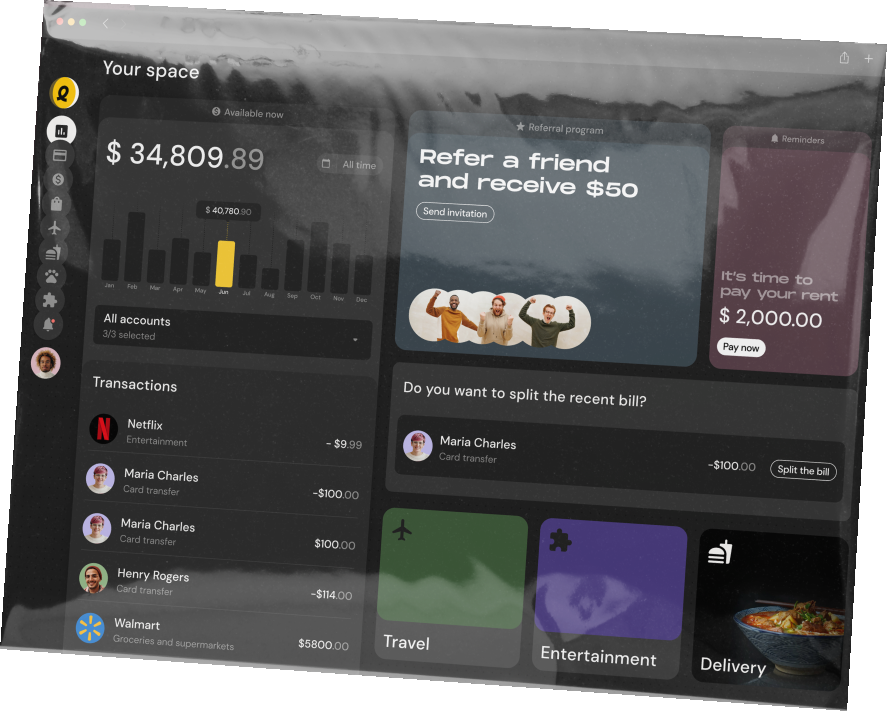 Your space
Available now
$ 34,809.89
All time
$ 40,780.90
Jan Feb Mar Apr May Jun Jul Aug Sep Oct Nov Dec
All accounts
3/3 selected
Transactions
Netflix
Entertainment
- $9.99
Maria Charles
Card transfer
-$100.00
Maria Charles
Card transfer
$100.00
Henry Rogers
Card transfer
-$114.00
Walmart
Groceries and supermarkets
$5800.00
Referral program
Refer a friend
and receive $50
Send invitation
Reminders
It's time to
pay your rent
$ 2,000.00
Pay now
Do you want to split the recent bill?
Maria Charles
Card transfer
-$100.00
Split the bill
Travel
Entertainment
Delivery